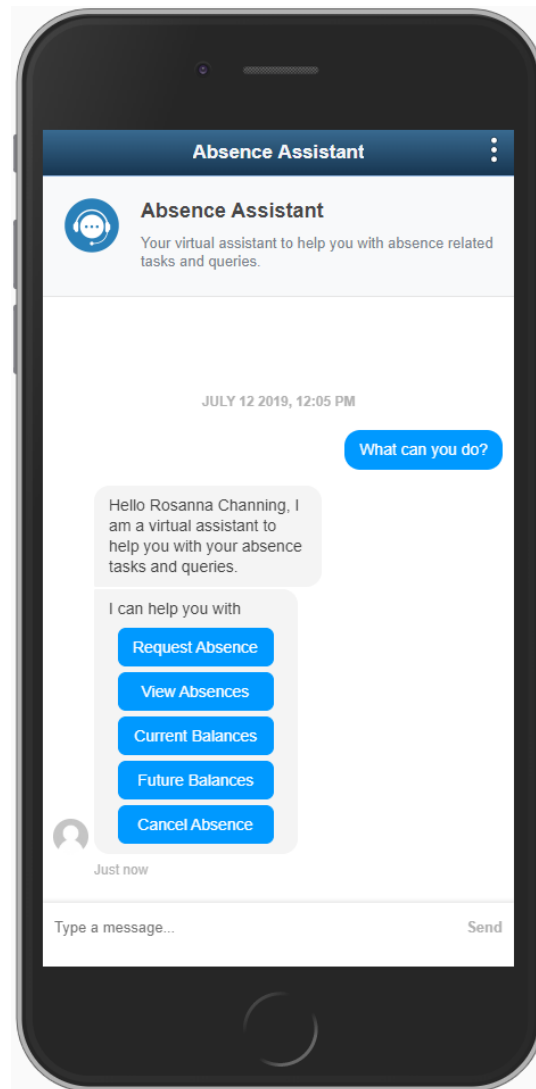 Absence Assistant
Absence Assistant
Your virtual assistant to help you with absence related
tasks and queries.
JULY 12 2019, 12:05 PM
What can you do?
Hello Rosanna Channing, I
am a virtual assistant to
help you with your absence
tasks and queries.
I can help you with
Request Absence
View Absences
Current Balances
Future Balances
Cancel Absence
Just now
Type a message...
Send